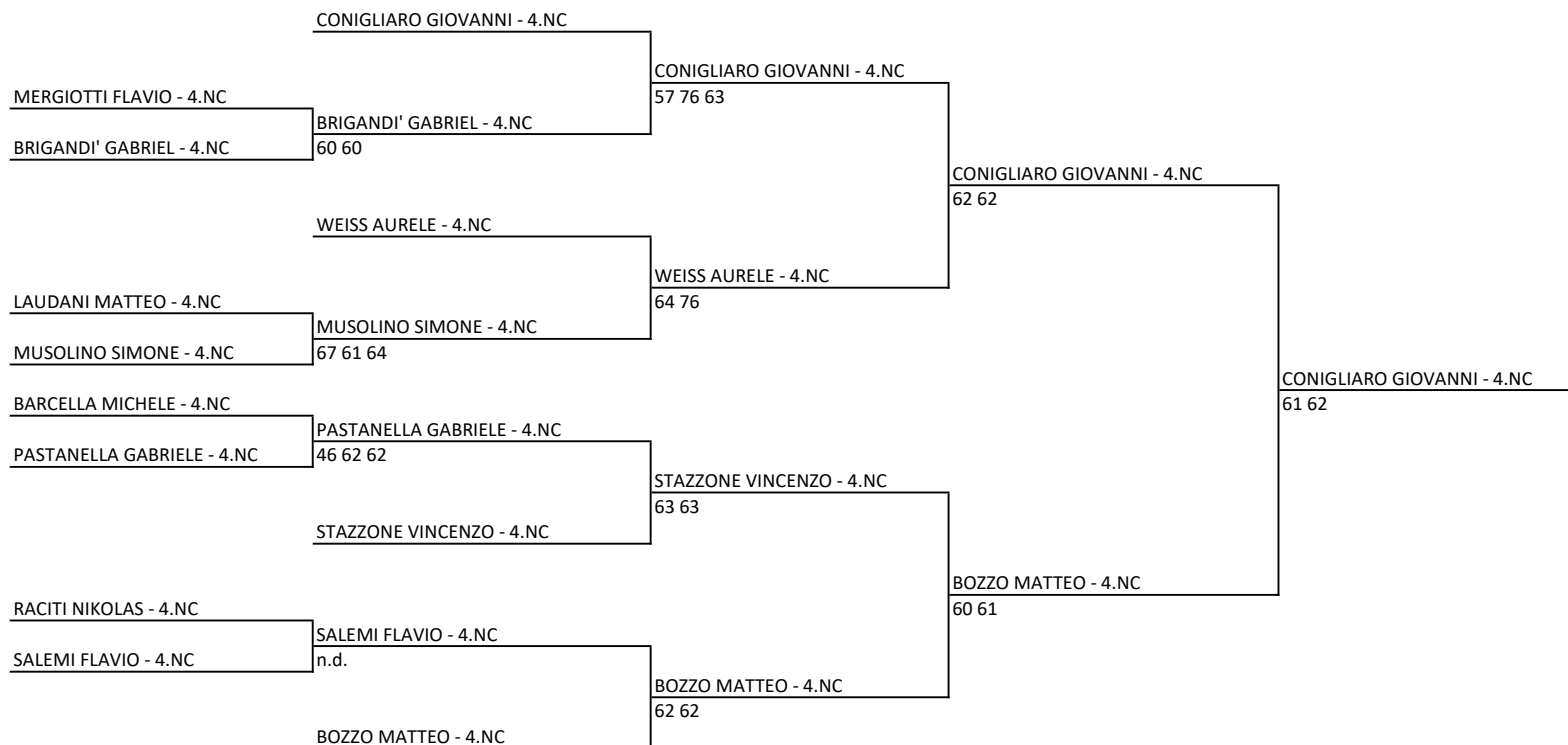 CONIGLIARO GIOVANNI - 4.NC
CONIGLIARO GIOVANNI - 4.NC
MERGIOTTI FLAVIO - 4.NC
57 76 63
BRIGANDI' GABRIEL - 4.NC
BRIGANDI' GABRIEL - 4.NC
60 60
CONIGLIARO GIOVANNI - 4.NC
62 62
WEISS AURELE - 4.NC
WEISS AURELE - 4.NC
LAUDANI MATTEO - 4.NC
64 76
MUSOLINO SIMONE - 4.NC
MUSOLINO SIMONE - 4.NC
67 61 64
CONIGLIARO GIOVANNI - 4.NC
BARCELLA MICHELE - 4.NC
61 62
PASTANELLA GABRIELE - 4.NC
PASTANELLA GABRIELE - 4.NC
46 62 62
STAZZONE VINCENZO - 4.NC
63 63
STAZZONE VINCENZO - 4.NC
BOZZO MATTEO - 4.NC
RACITI NIKOLAS - 4.NC
60 61
SALEMI FLAVIO - 4.NC
SALEMI FLAVIO - 4.NC
n.d.
BOZZO MATTEO - 4.NC
62 62
BOZZO MATTEO - 4.NC